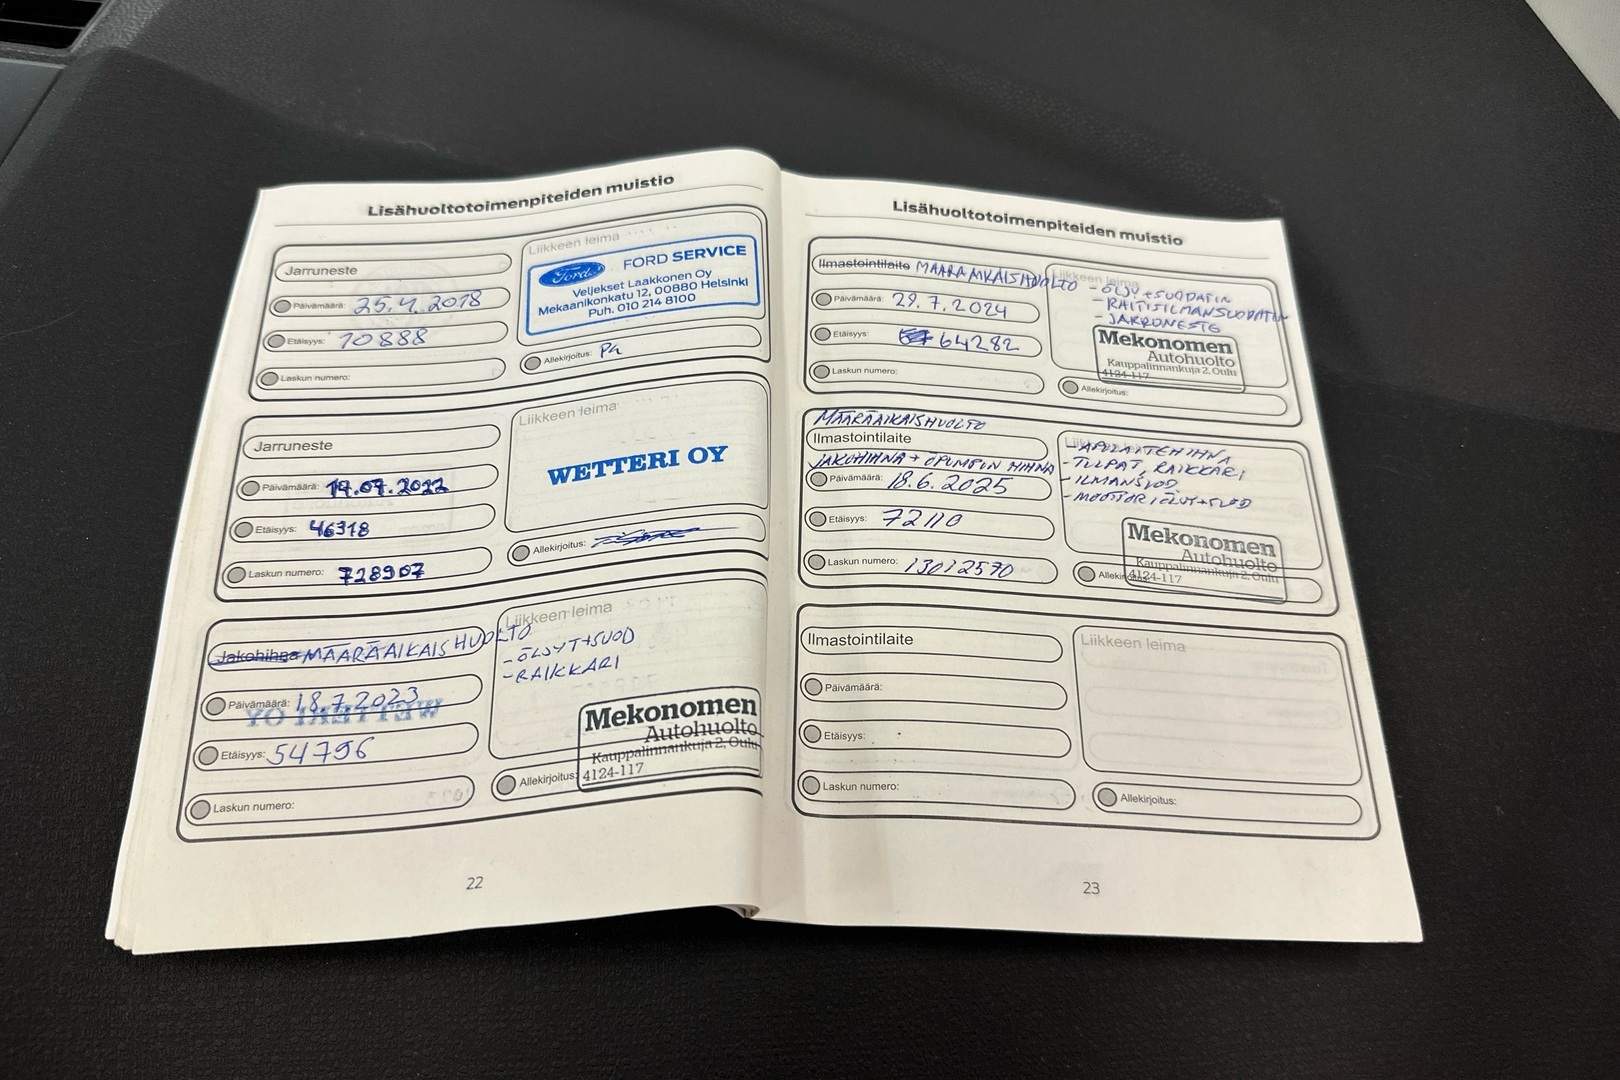 Lisähuoltotoimenpiteiden muistio
Jarruneste
Päivämäärä: 25.4.2018
Etäisyys: 10888
Laskun numero:
Liikkeen leima
Ford
FORD SERVICE
Veljekset Laakkonen Oy
Mekaanikonkatu 12, 00880 Helsinki
Puh. 010 214 8100
Allekirjoitus:
Jarruneste
Päivämäärä: 14.07.2022
Etäisyys: 46318
Laskun numero: 728907
Liikkeen leima
WETTERI OY
Allekirjoitus:
Jakohihna MÄÄRÄAIKAISHUOLTO
Päivämäärä: 18.7.2023
Etäisyys: 54796
Laskun numero:
Liikkeen leima
- ÖLJYT+SUOD
- RAIKKARI
Mekonomen
Autohuolto
Kauppalinnankuja 2, Oulu
4124-117
Allekirjoitus:
22
Lisähuoltotoimenpiteiden muistio
Ilmastointilaite MÄÄRÄAIKAISHUOLTO
Päivämäärä: 29.7.2024
Etäisyys: 64282
Laskun numero:
Liikkeen leima
- ÖLJY+SUODATIN
- RAITISILMANSUODATIN
- JARRUNESTE
Mekonomen
Autohuolto
Kauppalinnankuja 2, Oulu
4124-117
Allekirjoitus:
MÄÄRÄAIKAISHUOLTO
Ilmastointilaite
JAKOHIHNA + ÖPUMPUN HIHNA
Päivämäärä: 18.6.2025
Etäisyys: 72110
Laskun numero: 13012570
- APULAITEHIHNA
- TULPAT, RAIKKARI
- ILMANSUOD
- MOOTTORIÖLJY+SUOD
Mekonomen
Autohuolto
Kauppalinnankuja 2, Oulu
4124-117
Ilmastointilaite
Päivämäärä:
Etäisyys:
Laskun numero:
Liikkeen leima
Allekirjoitus:
23